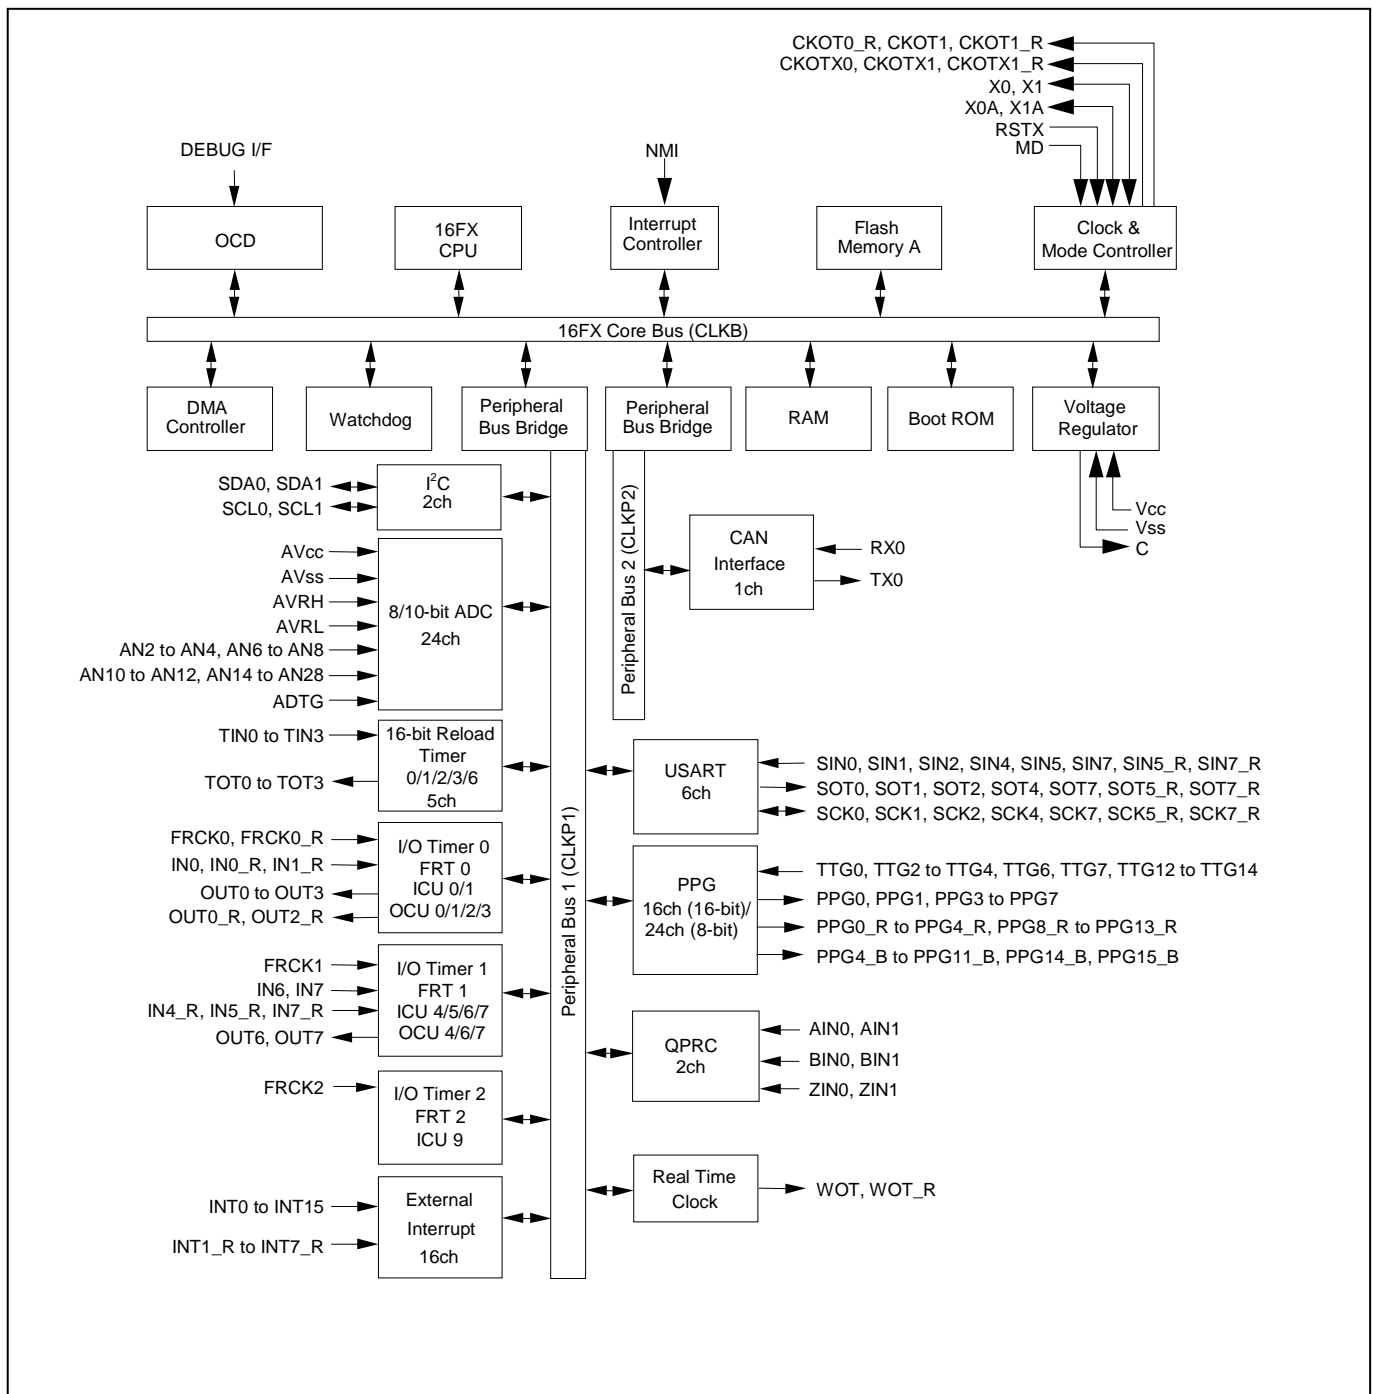 CKOT0_R, CKOT1, CKOT1_R
CKOTX0, CKOTX1, CKOTX1_R
X0, X1
X0A, X1A
RSTX
MD
DEBUG I/F
NMI
OCD
16FX
CPU
Interrupt
Controller
Flash
Memory A
Clock &
Mode Controller
16FX Core Bus (CLKB)
DMA
Controller
Watchdog
Peripheral
Bus Bridge
Peripheral
Bus Bridge
RAM
Boot ROM
Voltage
Regulator
Vcc
Vss
C
SDA0, SDA1
SCL0, SCL1
I²C
2ch
Peripheral Bus 2 (CLKP2)
CAN
Interface
1ch
RX0
TX0
AVcc
AVss
AVRH
AVRL
AN2 to AN4, AN6 to AN8
AN10 to AN12, AN14 to AN28
ADTG
8/10-bit ADC
24ch
TIN0 to TIN3
TOT0 to TOT3
16-bit Reload
Timer
0/1/2/3/6
5ch
Peripheral Bus 1 (CLKP1)
USART
6ch
SIN0, SIN1, SIN2, SIN4, SIN5, SIN7, SIN5_R, SIN7_R
SOT0, SOT1, SOT2, SOT4, SOT7, SOT5_R, SOT7_R
SCK0, SCK1, SCK2, SCK4, SCK7, SCK5_R, SCK7_R
FRCK0, FRCK0_R
IN0, IN0_R, IN1_R
OUT0 to OUT3
OUT0_R, OUT2_R
I/O Timer 0
FRT 0
ICU 0/1
OCU 0/1/2/3
PPG
16ch (16-bit)/
24ch (8-bit)
TTG0, TTG2 to TTG4, TTG6, TTG7, TTG12 to TTG14
PPG0, PPG1, PPG3 to PPG7
PPG0_R to PPG4_R, PPG8_R to PPG13_R
PPG4_B to PPG11_B, PPG14_B, PPG15_B
FRCK1
IN6, IN7
IN4_R, IN5_R, IN7_R
OUT6, OUT7
I/O Timer 1
FRT 1
ICU 4/5/6/7
OCU 4/6/7
QPRC
2ch
AIN0, AIN1
BIN0, BIN1
ZIN0, ZIN1
FRCK2
I/O Timer 2
FRT 2
ICU 9
Real Time
Clock
WOT, WOT_R
INT0 to INT15
INT1_R to INT7_R
External
Interrupt
16ch